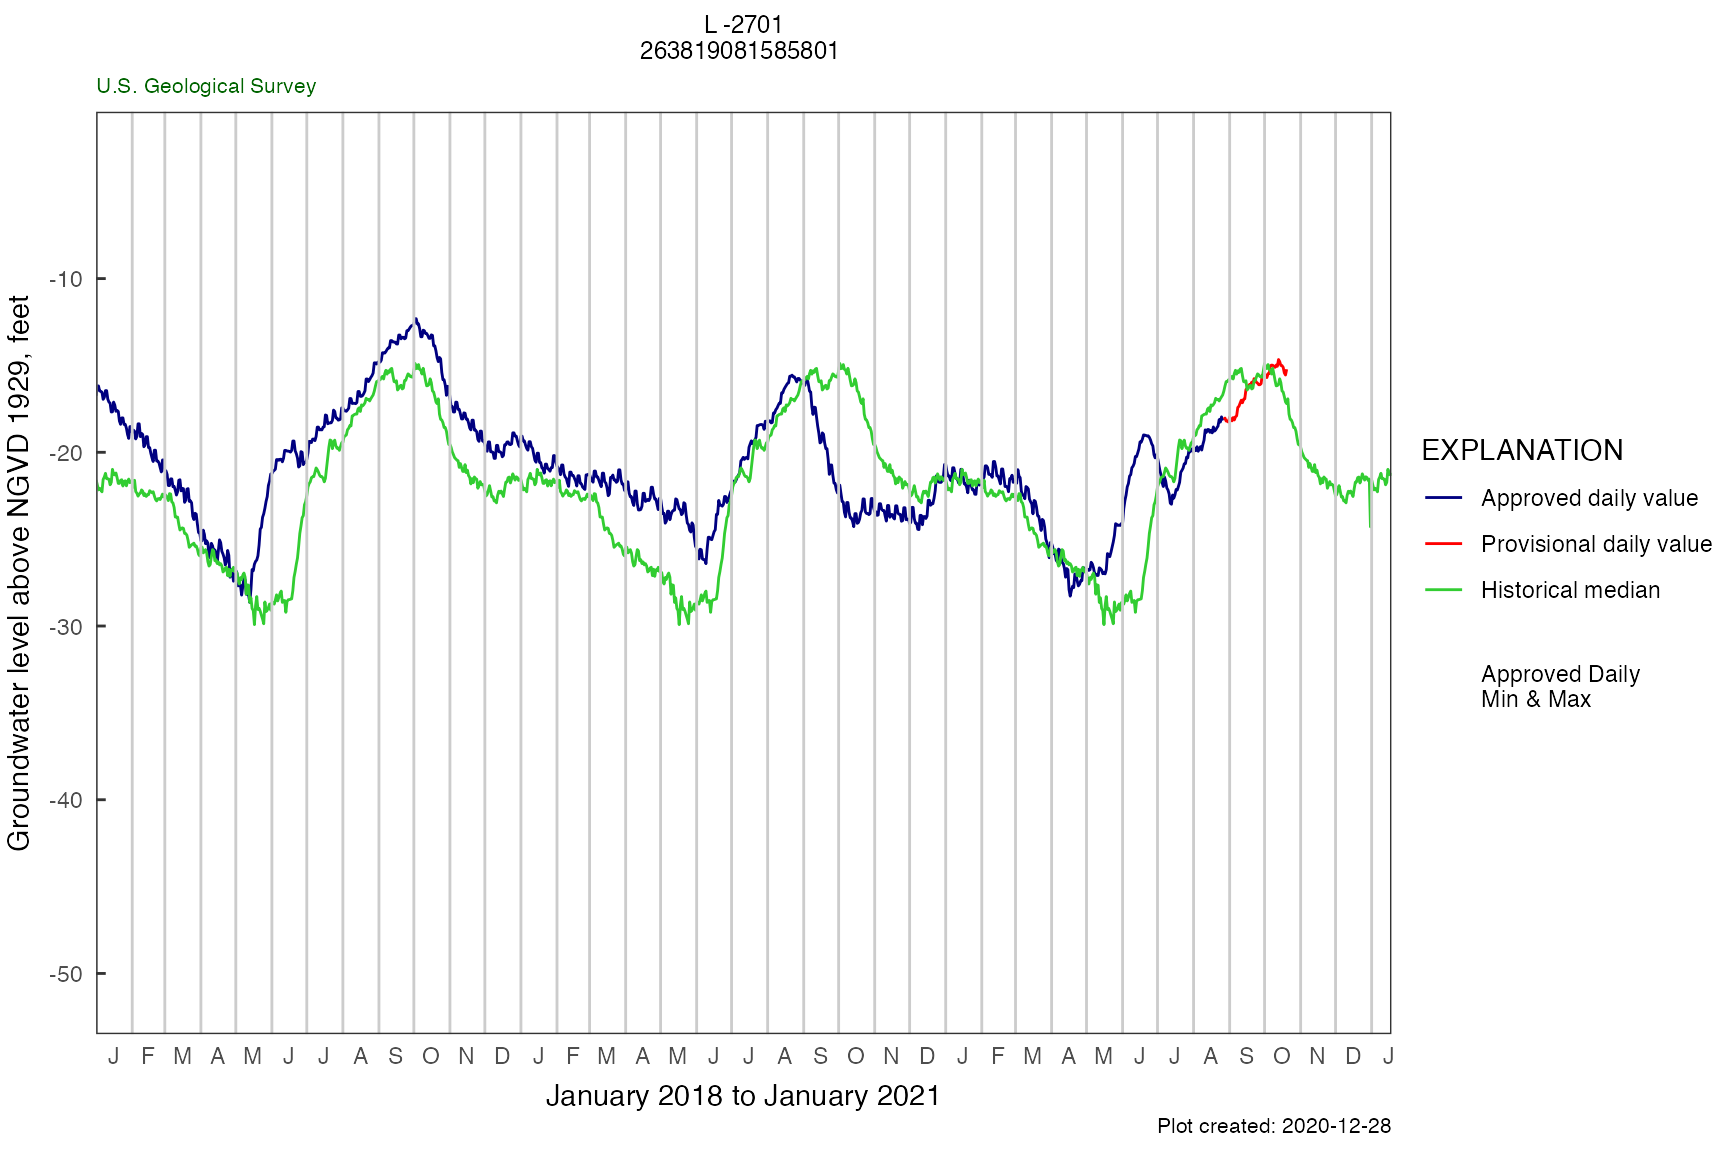 L -2701
263819081585801
U.S. Geological Survey
Groundwater level above NGVD 1929, feet
-10
-20
-30
-40
-50
J F M A M J J A S O N D J F M A M J J A S O N D J F M A M J J A S O N D J
January 2018 to January 2021
Plot created: 2020-12-28
EXPLANATION
Approved daily value
Provisional daily value
Historical median
Approved Daily
Min & Max